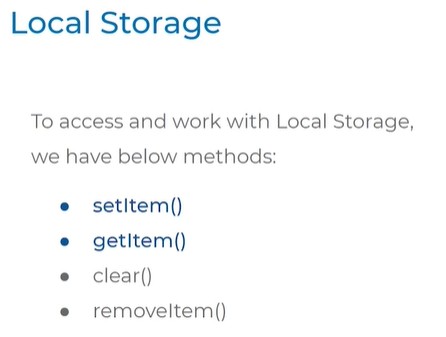 Local Storage
To access and work with Local Storage,
we have below methods:
• setItem()
• getItem()
• clear()
• removeItem()